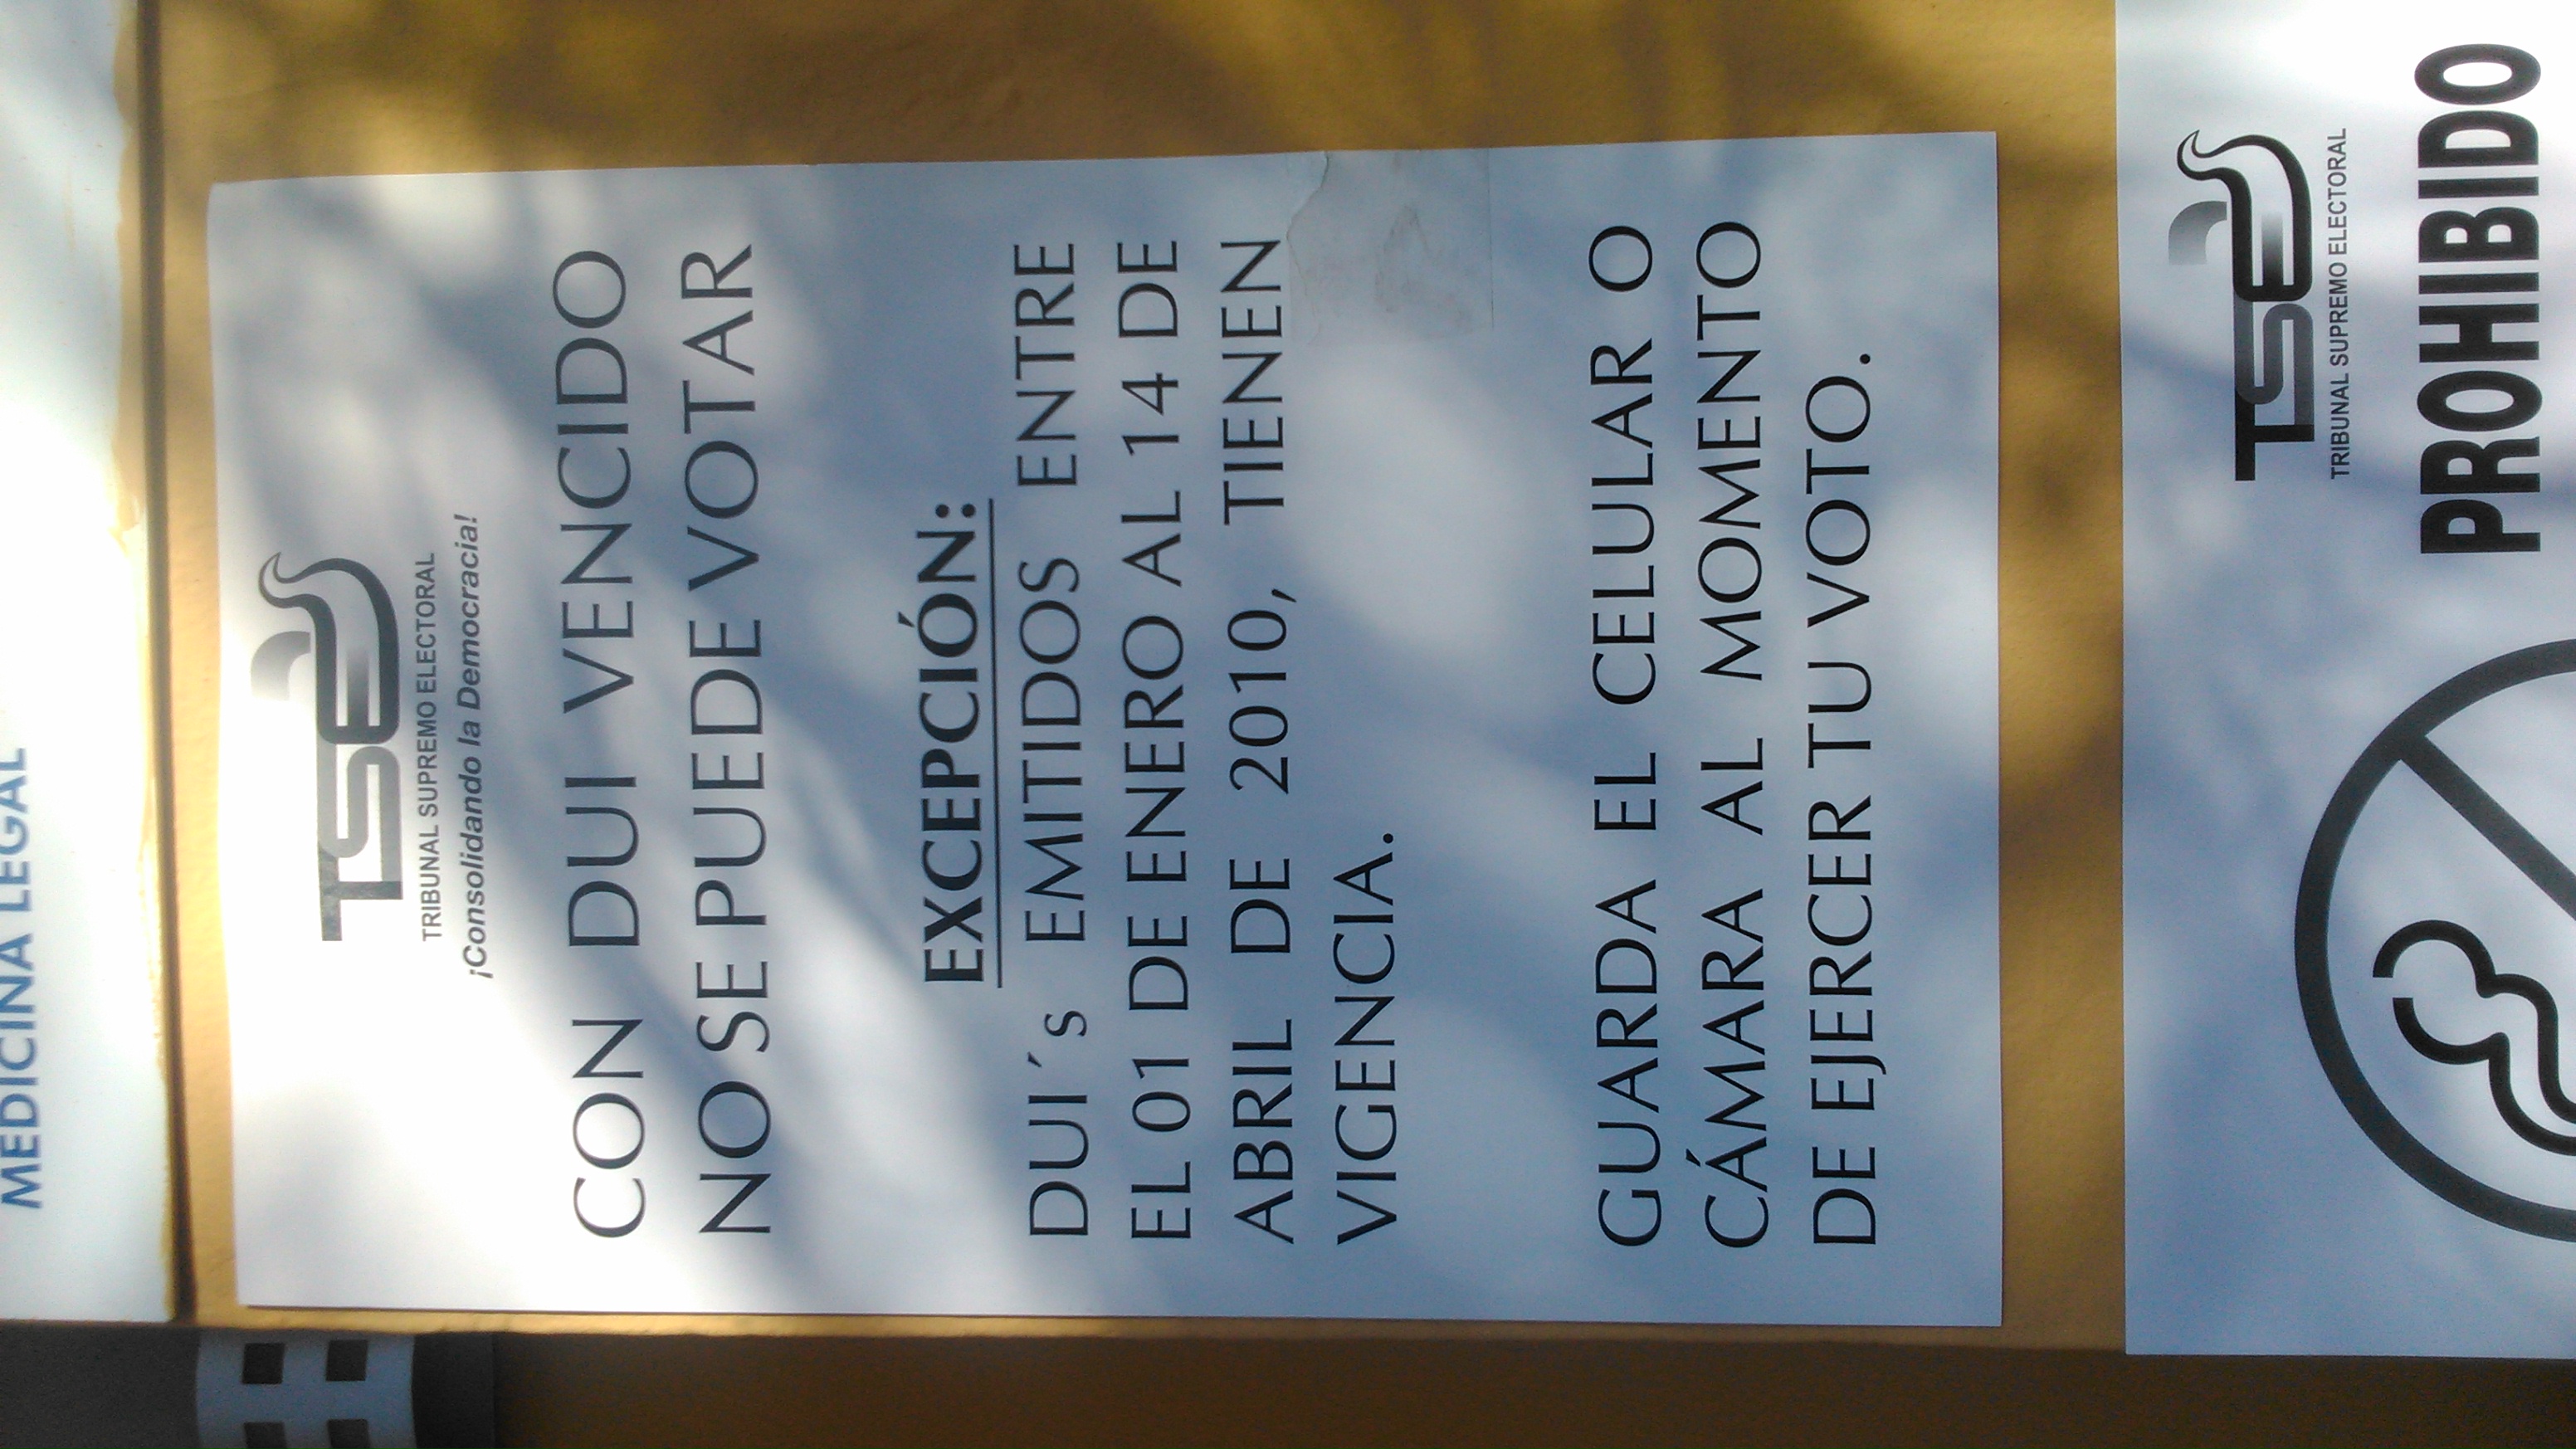 MEDICINA LEGAL
TSE
TRIBUNAL SUPREMO ELECTORAL
¡Consolidando la Democracia!
CON DUI VENCIDO
NO SE PUEDE VOTAR
EXCEPCIÓN:
DUI´s EMITIDOS ENTRE
EL 01 DE ENERO AL 14 DE
ABRIL DE 2010, TIENEN
VIGENCIA.
GUARDA EL CELULAR O
CÁMARA AL MOMENTO
DE EJERCER TU VOTO.
TSE
TRIBUNAL SUPREMO ELECTORAL
PROHIBIDO